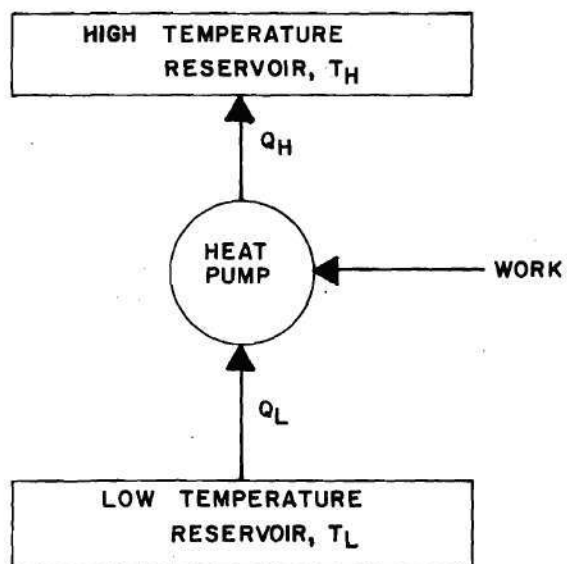 HIGH TEMPERATURE
RESERVOIR, TH
QH
HEAT
PUMP
WORK
QL
LOW TEMPERATURE
RESERVOIR, TL